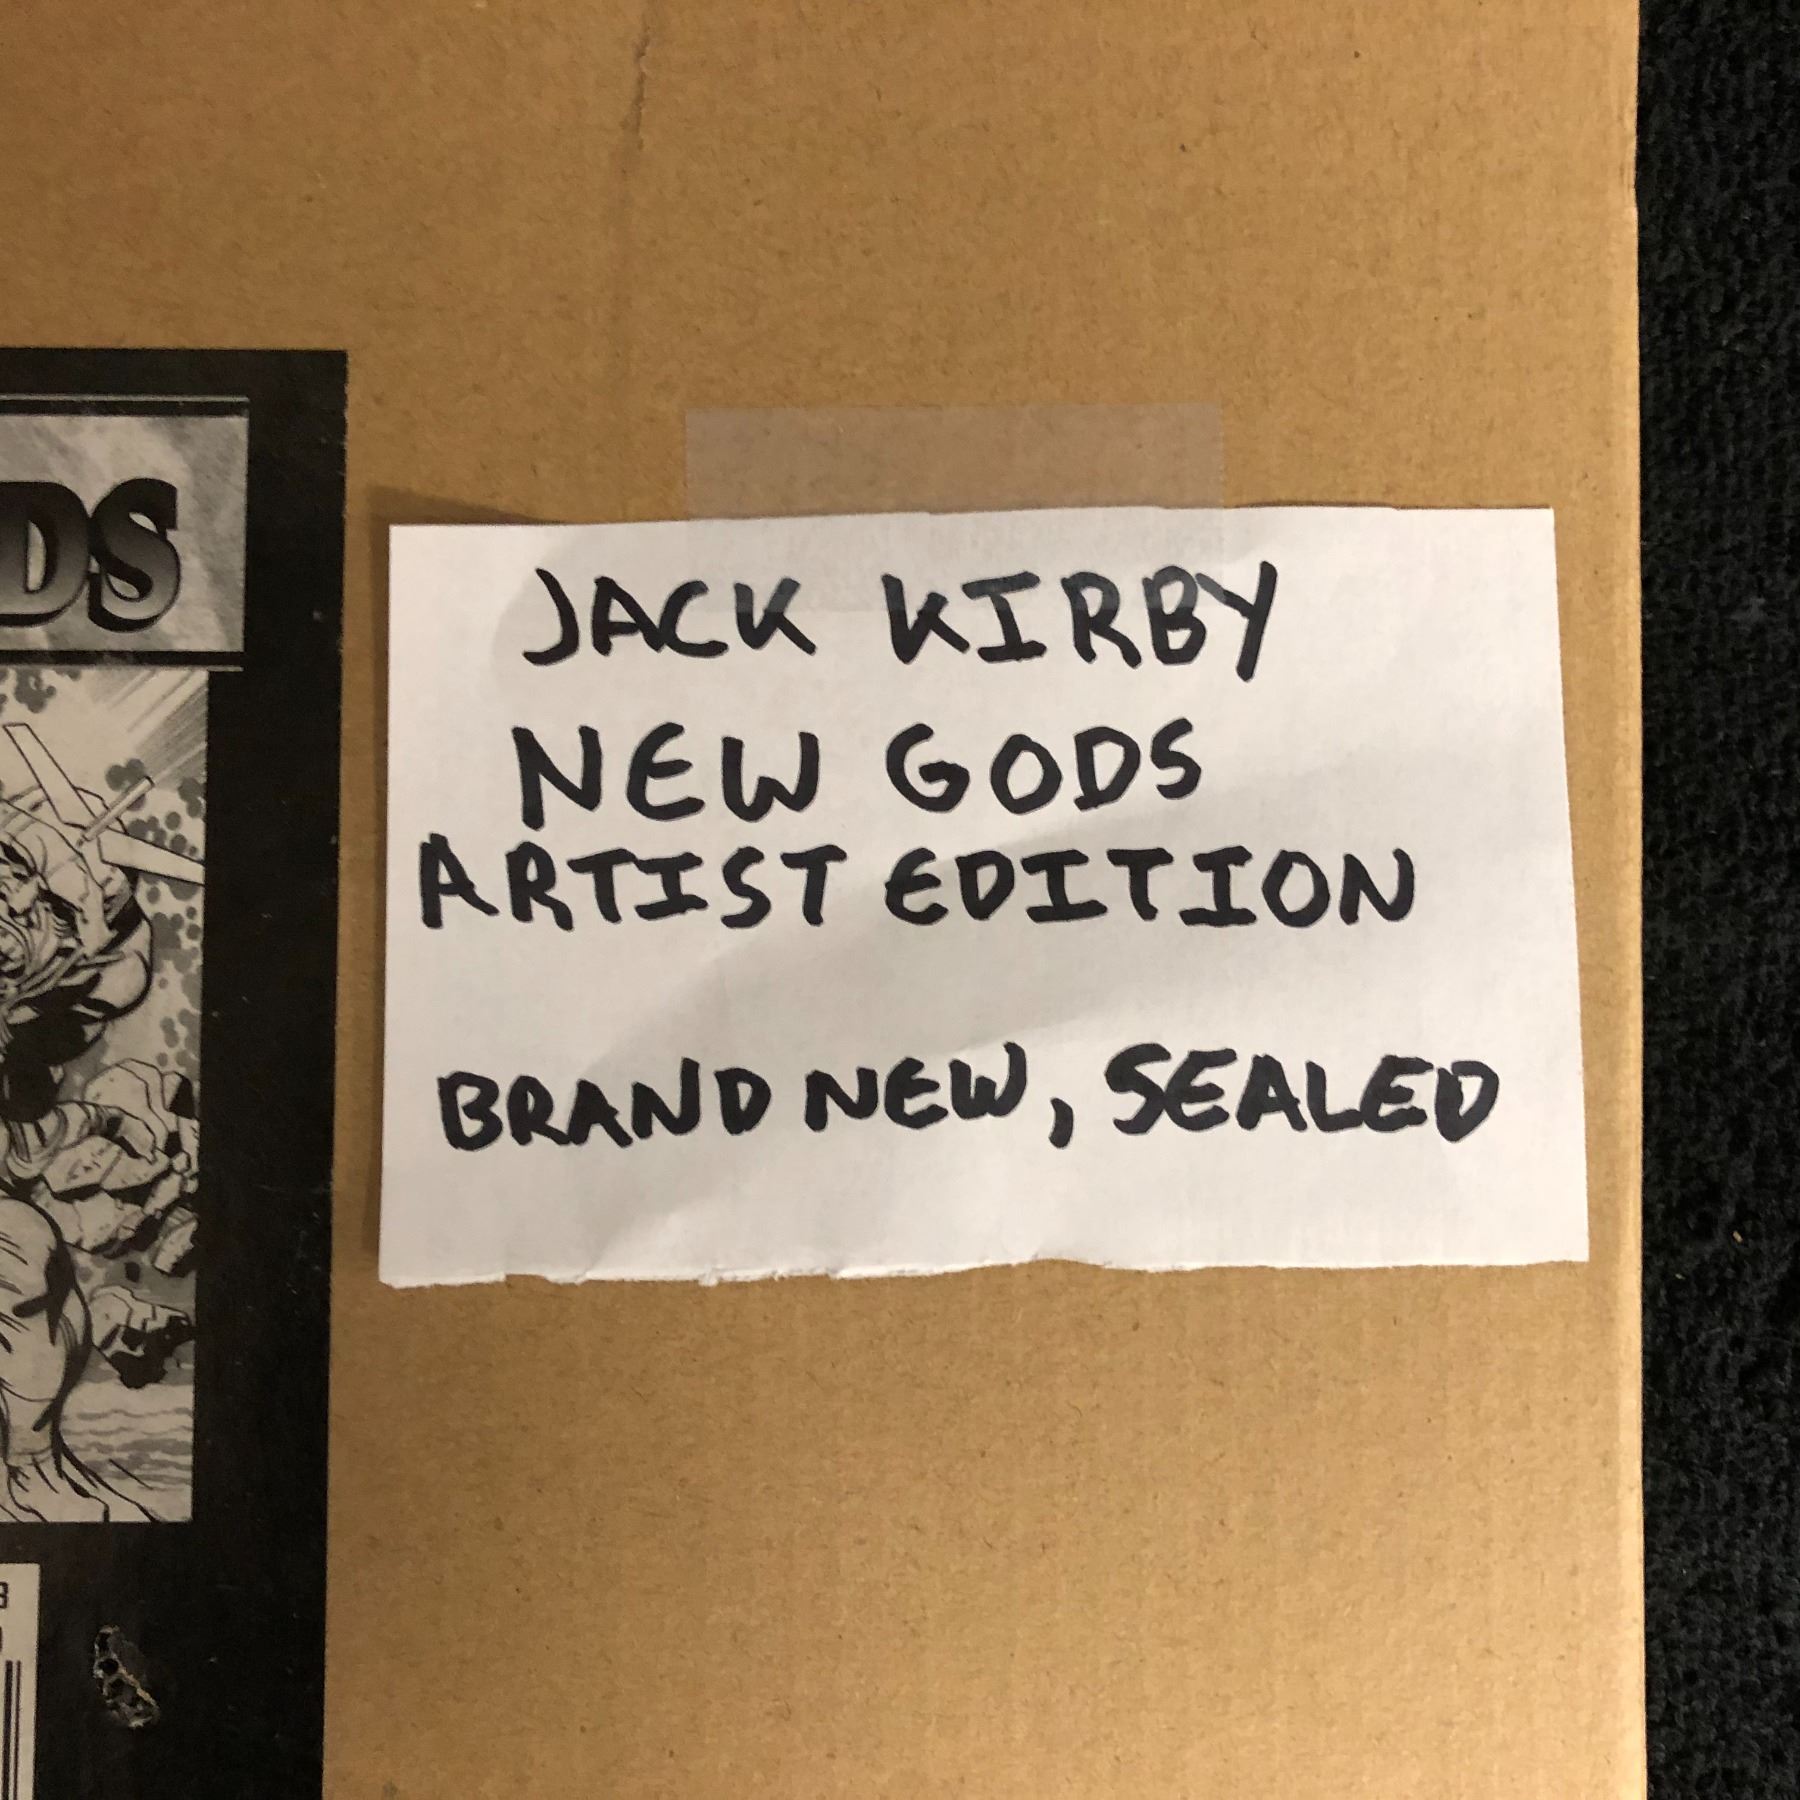 DS
JACK KIRBY
NEW GODS
ARTIST EDITION
BRAND NEW, SEALED